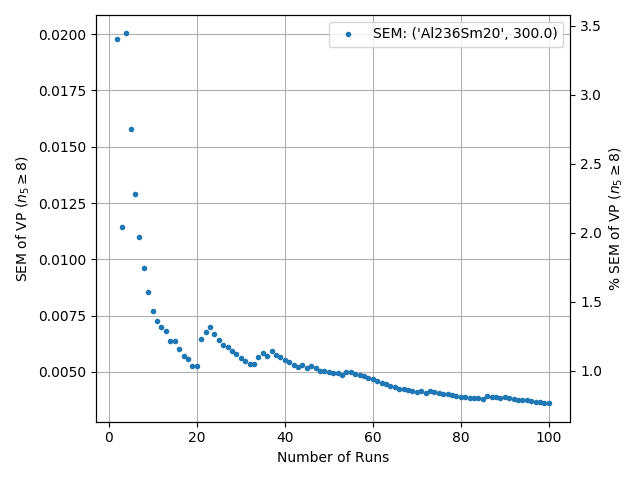 SEM: ('Al236Sm20', 300.0)
0.0200
0.0175
0.0150
0.0125
0.0100
0.0075
0.0050
SEM of VP (n₅ ≥ 8)
3.5
3.0
2.5
2.0
1.5
1.0
% SEM of VP (n₅ ≥ 8)
0 20 40 60 80 100
Number of Runs